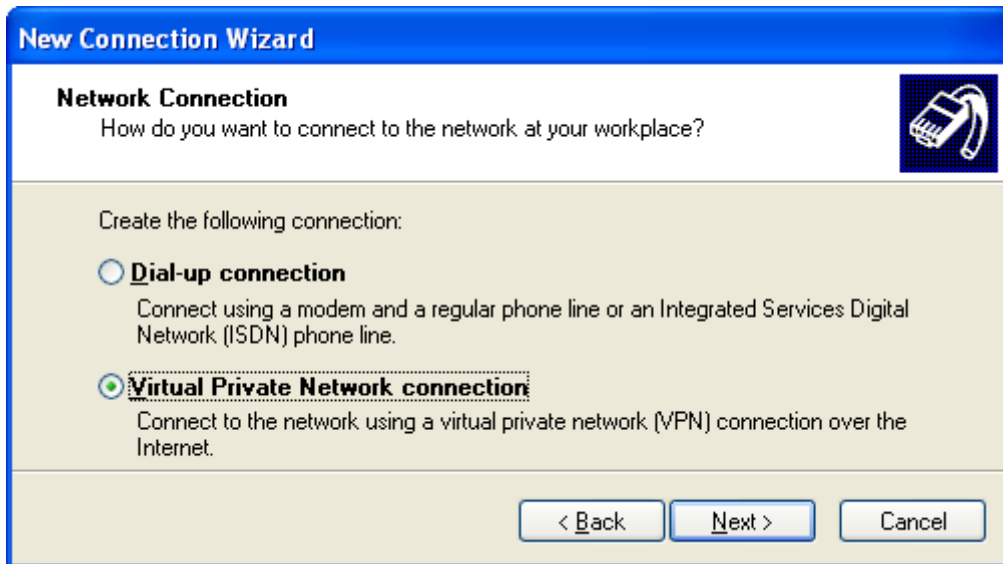 New Connection Wizard
Network Connection
How do you want to connect to the network at your workplace?
Create the following connection:
Dial-up connection
Connect using a modem and a regular phone line or an Integrated Services Digital
Network (ISDN) phone line.
Virtual Private Network connection
Connect to the network using a virtual private network (VPN) connection over the
Internet.
< Back Next > Cancel